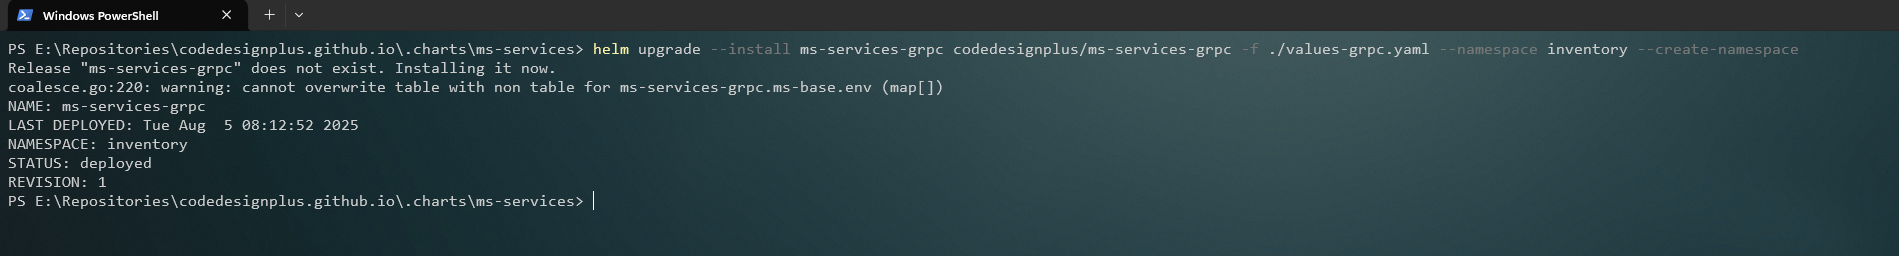 Windows PowerShell
PS E:\Repositories\codedesignplus.github.io\.charts\ms-services> helm upgrade --install ms-services-grpc codedesignplus/ms-services-grpc -f ./values-grpc.yaml --namespace inventory --create-namespace
Release "ms-services-grpc" does not exist. Installing it now.
coalesce.go:220: warning: cannot overwrite table with non table for ms-services-grpc.ms-base.env (map[])
NAME: ms-services-grpc
LAST DEPLOYED: Tue Aug  5 08:12:52 2025
NAMESPACE: inventory
STATUS: deployed
REVISION: 1
PS E:\Repositories\codedesignplus.github.io\.charts\ms-services>